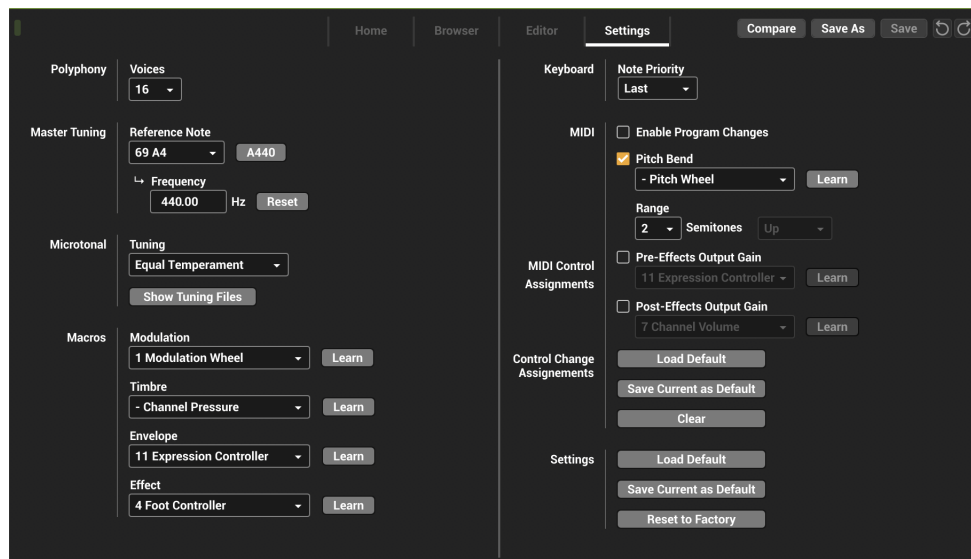 Home
Browser
Editor
Settings
Compare
Save As
Save
Polyphony
Voices
16
Master Tuning
Reference Note
69 A4
A440
Frequency
440.00
Hz
Reset
Microtonal
Tuning
Equal Temperament
Show Tuning Files
Macros
Modulation
1 Modulation Wheel
Learn
Timbre
- Channel Pressure
Learn
Envelope
11 Expression Controller
Learn
Effect
4 Foot Controller
Learn
Keyboard
Note Priority
Last
MIDI
Enable Program Changes
Pitch Bend
- Pitch Wheel
Learn
Range
2
Semitones
Up
MIDI Control
Assignments
Pre-Effects Output Gain
11 Expression Controller
Learn
Post-Effects Output Gain
7 Channel Volume
Learn
Control Change
Assignements
Load Default
Save Current as Default
Clear
Settings
Load Default
Save Current as Default
Reset to Factory